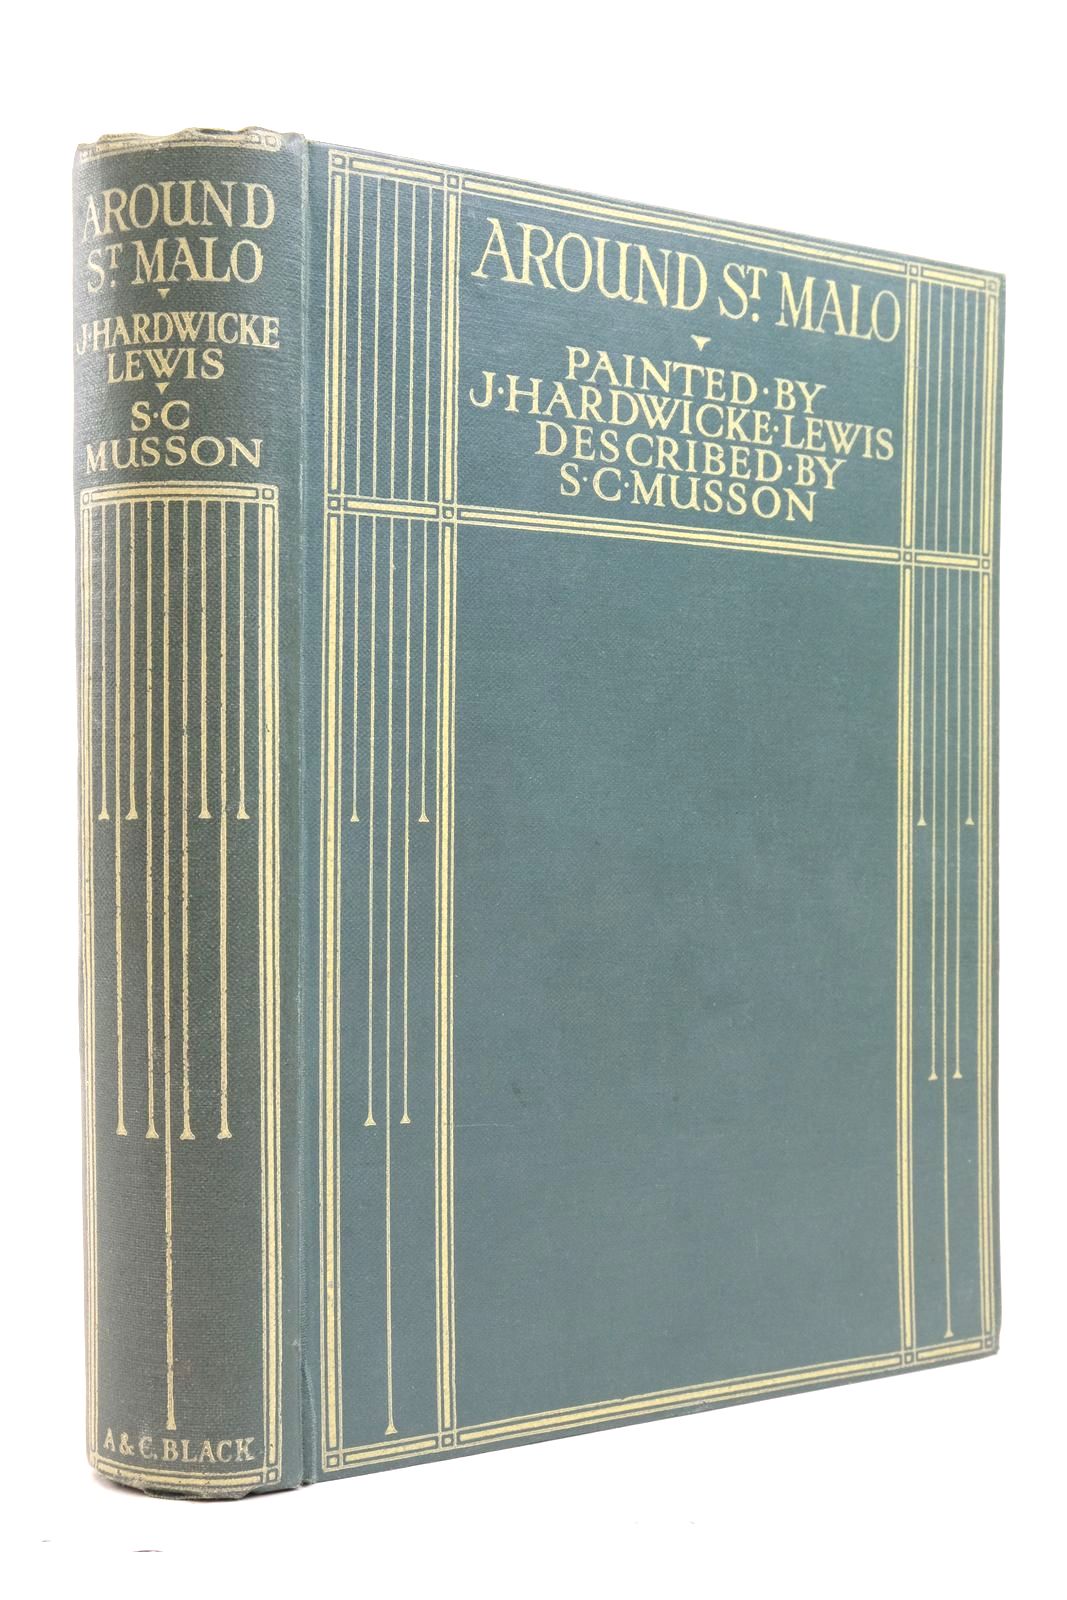 AROUND
ST. MALO
J·HARDWICKE
LEWIS
S·C
MUSSON
A & C. BLACK
AROUND ST. MALO
PAINTED·BY
J·HARDWICKE·LEWIS
DESCRIBED·BY
S·C·MUSSON